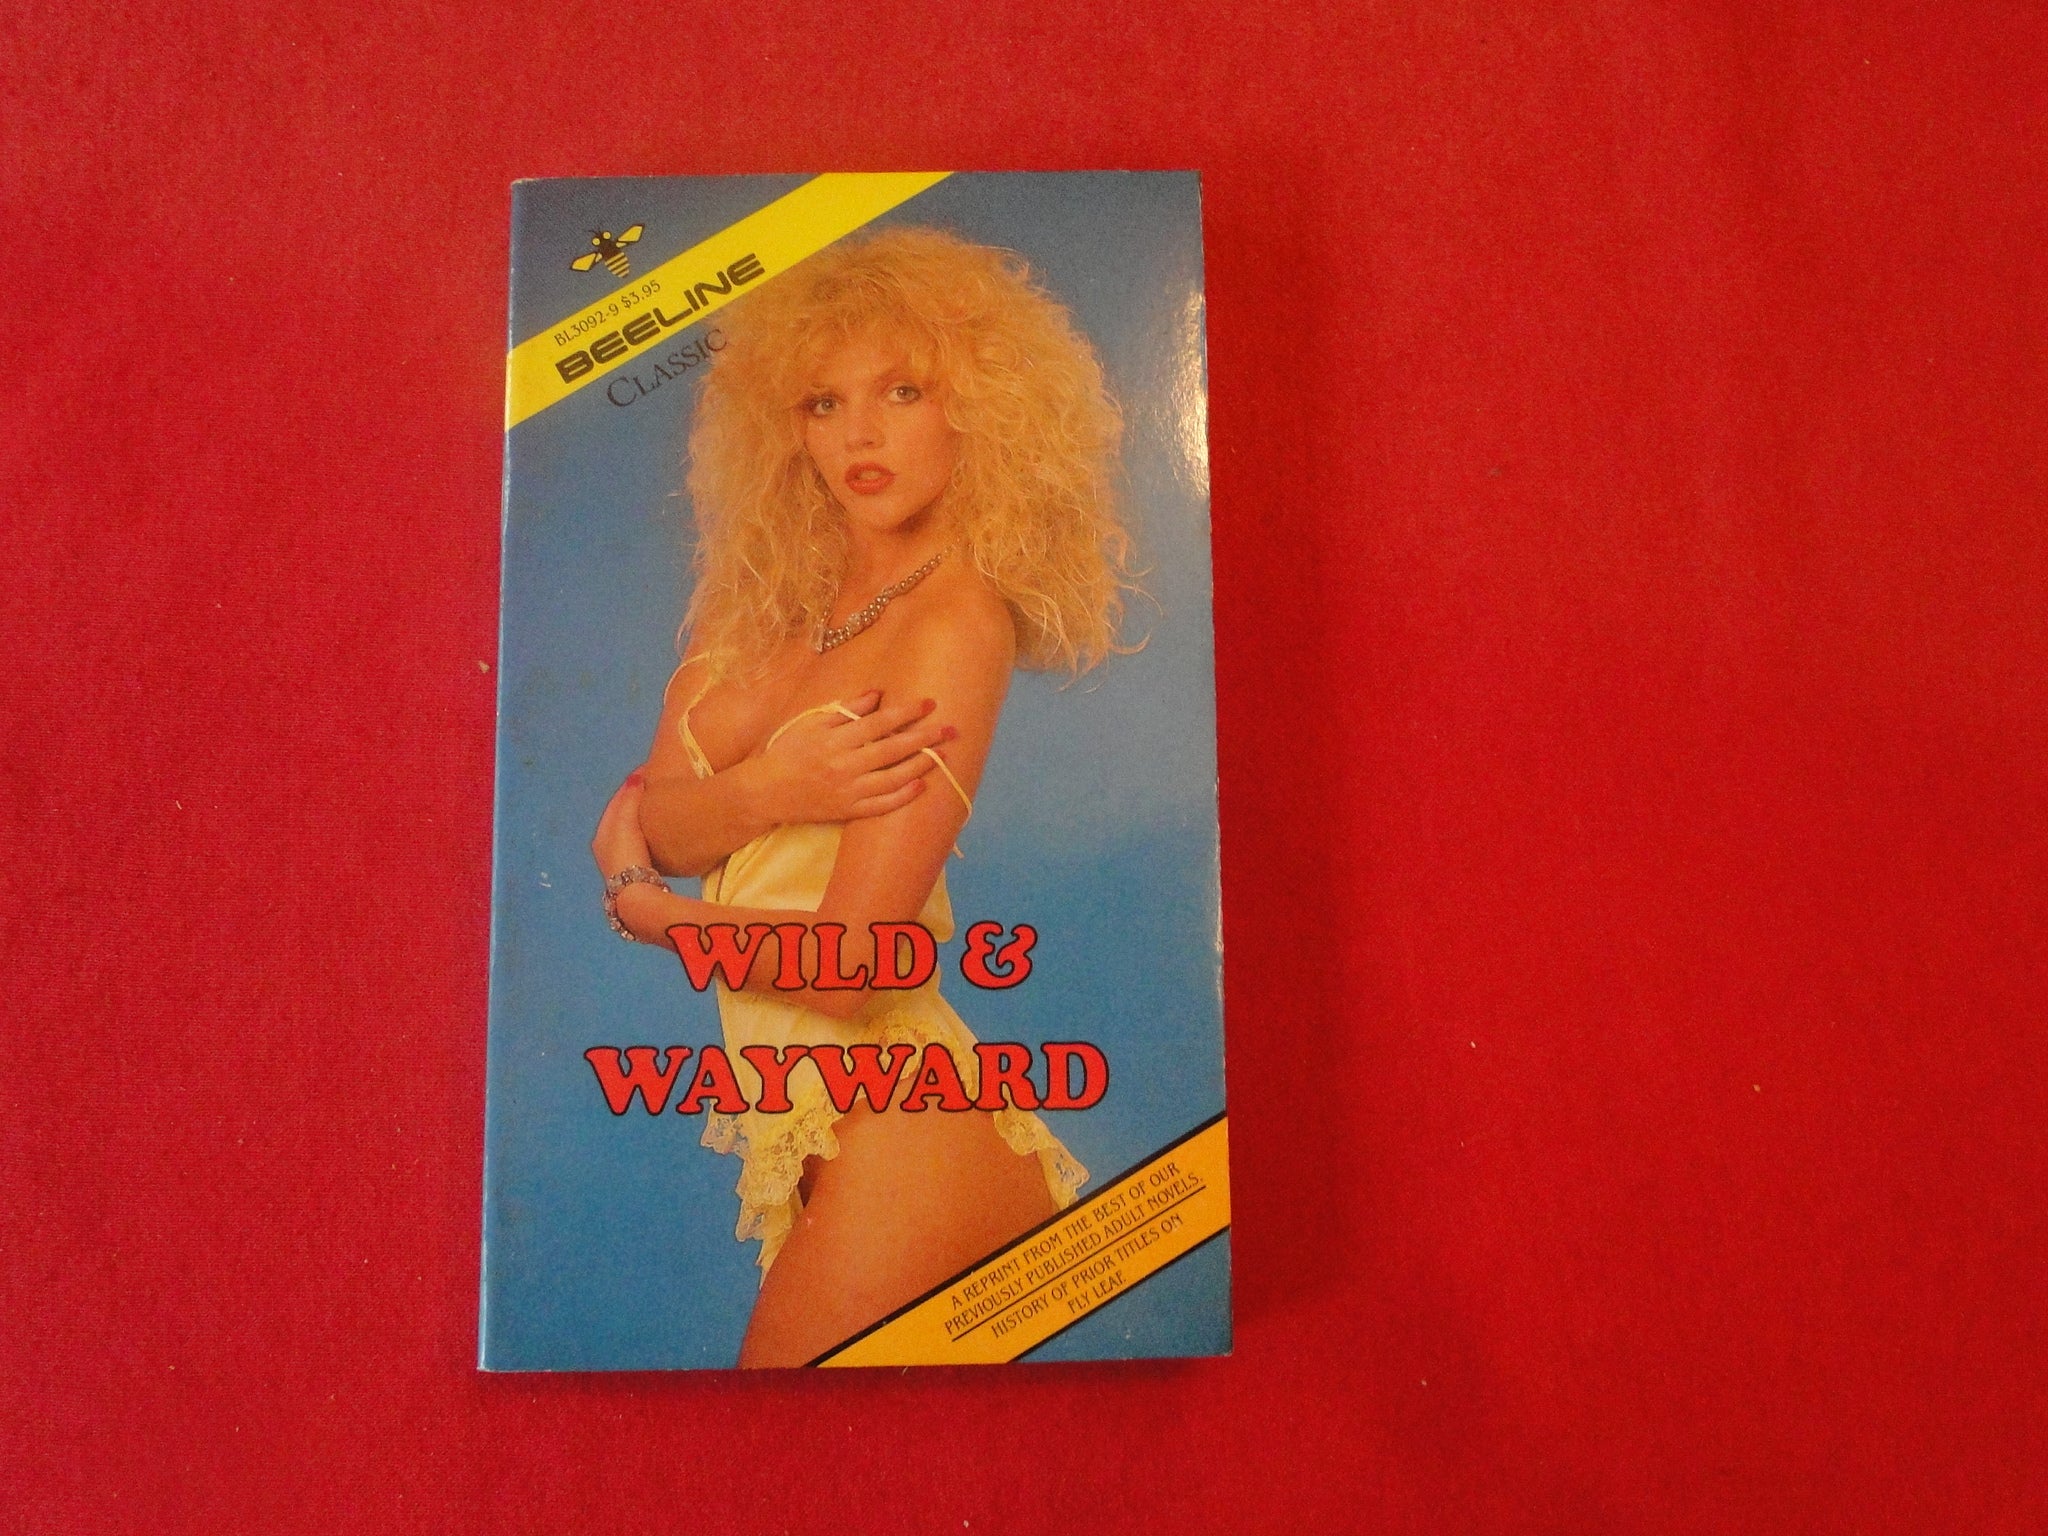 BL3092-9 $3.95
BEELINE
CLASSIC
WILD &
WAYWARD
A REPRINT FROM THE BEST OF OUR
PREVIOUSLY PUBLISHED ADULT NOVELS.
HISTORY OF PRIOR TITLES ON
FLY LEAF.